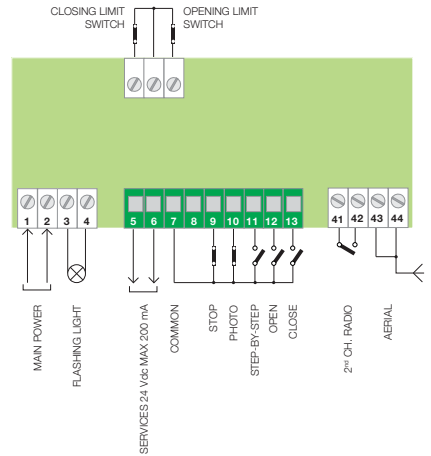 CLOSING LIMIT
SWITCH
OPENING LIMIT
SWITCH
1 2 3 4
5 6 7 8 9 10 11 12 13
41 42 43 44
MAIN POWER
FLASHING LIGHT
SERVICES 24 Vdc MAX 200 mA
COMMON
STOP
PHOTO
STEP-BY-STEP
OPEN
CLOSE
2nd CH. RADIO
AERIAL